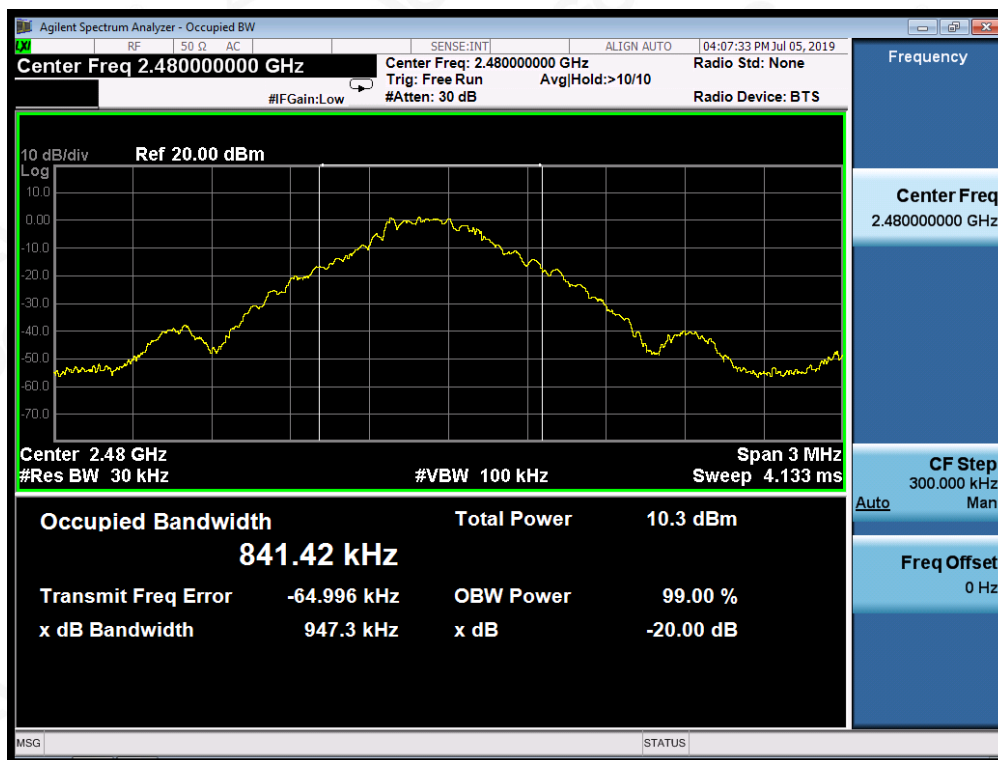 Agilent Spectrum Analyzer - Occupied BW
LXI RF 50 Ω AC SENSE:INT ALIGN AUTO 04:07:33 PM Jul 05, 2019
Center Freq 2.480000000 GHz
Center Freq: 2.480000000 GHz Radio Std: None
Trig: Free Run Avg|Hold:>10/10
#IFGain:Low #Atten: 30 dB Radio Device: BTS
10 dB/div Ref 20.00 dBm
Log
10.0
0.00
-10.0
-20.0
-30.0
-40.0
-50.0
-60.0
-70.0
Center 2.48 GHz Span 3 MHz
#Res BW 30 kHz #VBW 100 kHz Sweep 4.133 ms
Occupied Bandwidth Total Power 10.3 dBm
841.42 kHz
Transmit Freq Error -64.996 kHz OBW Power 99.00 %
x dB Bandwidth 947.3 kHz x dB -20.00 dB
MSG STATUS
Frequency
Center Freq
2.480000000 GHz
CF Step
300.000 kHz
Auto Man
Freq Offset
0 Hz